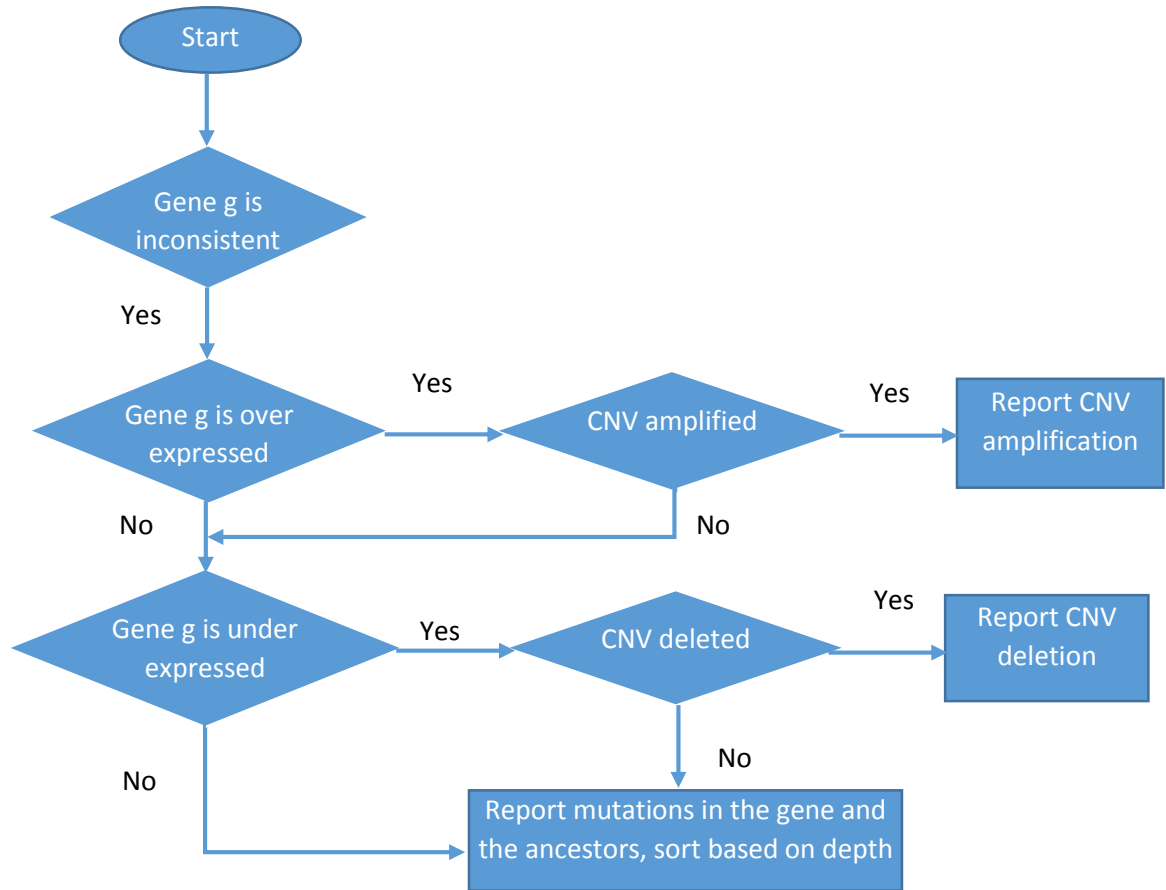 Start
Gene g is
inconsistent
Yes
Gene g is over
expressed
Yes
CNV amplified
Yes
Report CNV
amplification
No
No
Gene g is under
expressed
Yes
CNV deleted
Yes
Report CNV
deletion
No
No
Report mutations in the gene and
the ancestors, sort based on depth